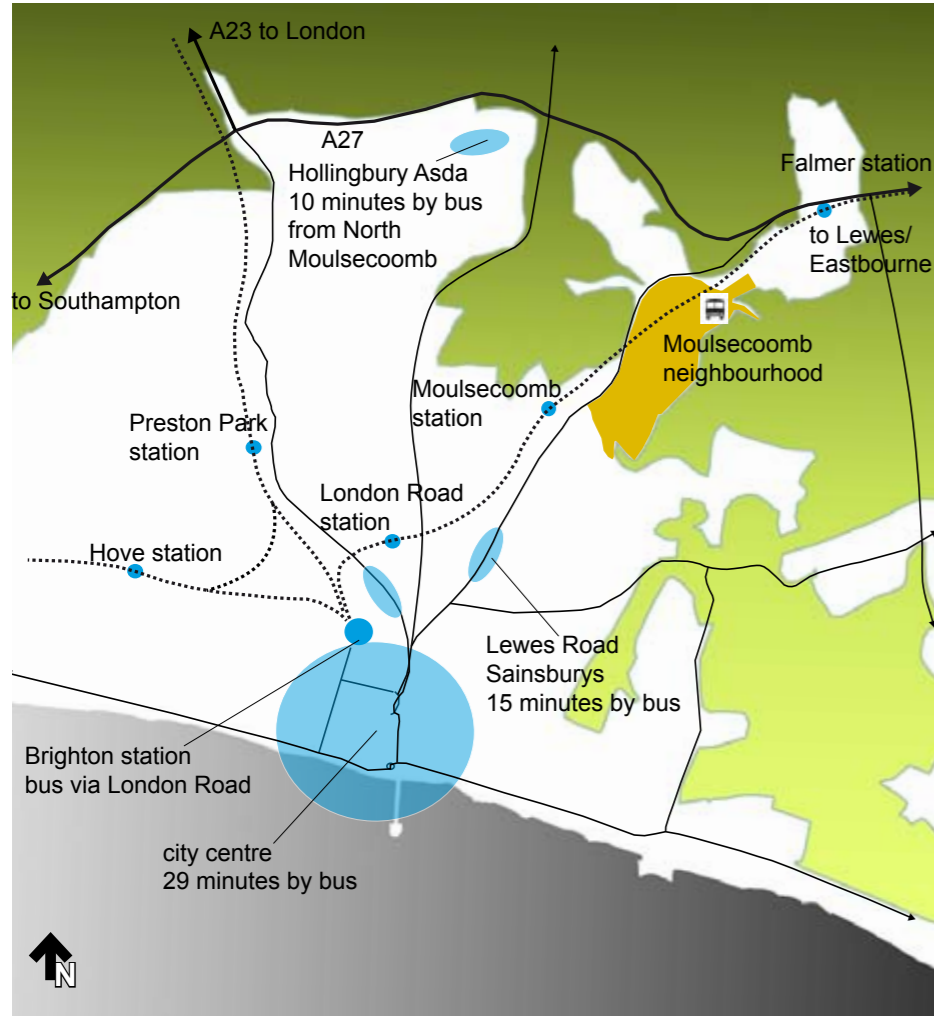 A23 to London
A27
Hollingbury Asda
10 minutes by bus
from North
Moulsecoomb
Falmer station
to Lewes/
Eastbourne
to Southampton
Moulsecoomb
neighbourhood
Moulsecoomb
station
Preston Park
station
London Road
station
Hove station
Lewes Road
Sainsburys
15 minutes by bus
Brighton station
bus via London Road
city centre
29 minutes by bus
N